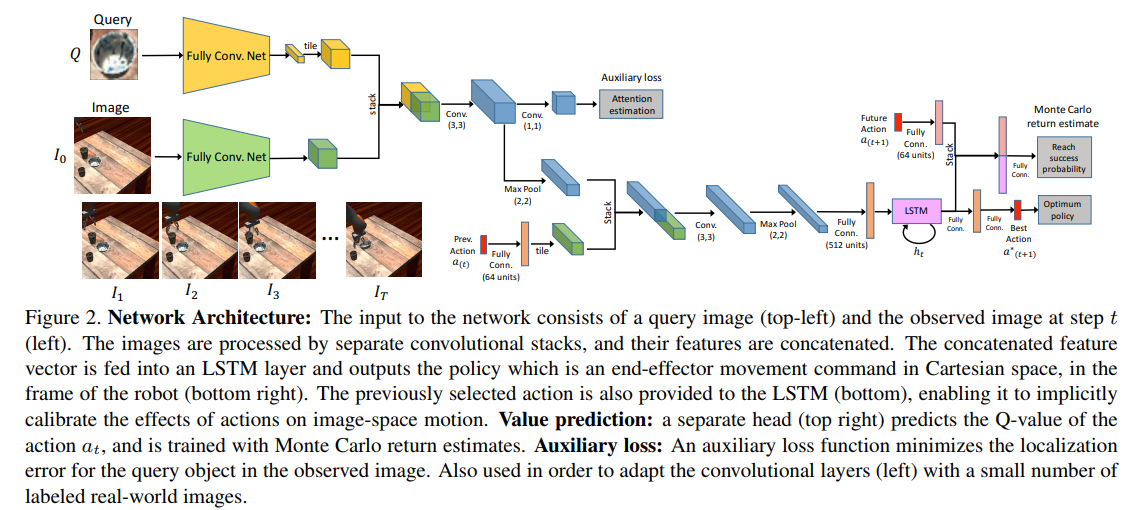 Query
Q
Fully Conv. Net
tile
Image
I₀
Fully Conv. Net
stack
Conv.
(3,3)
Conv.
(1,1)
Auxiliary loss
Attention
estimation
Max Pool
(2,2)
Prev.
Action
a(t)
Fully
Conn.
(64 units)
tile
Stack
Conv.
(3,3)
Max Pool
(2,2)
Fully
Conn.
(512 units)
LSTM
hₜ
Future
Action
a(t+1)
Fully
Conn.
(64 units)
Stack
Fully
Conn.
Monte Carlo
return estimate
Reach
success
probability
Fully
Conn.
Fully
Conn.
Best
Action
a*(t+1)
Optimum
policy
I₁
I₂
I₃
...
I_T
Figure 2. Network Architecture: The input to the network consists of a query image (top-left) and the observed image at step t
(left). The images are processed by separate convolutional stacks, and their features are concatenated. The concatenated feature
vector is fed into an LSTM layer and outputs the policy which is an end-effector movement command in Cartesian space, in the
frame of the robot (bottom right). The previously selected action is also provided to the LSTM (bottom), enabling it to implicitly
calibrate the effects of actions on image-space motion. Value prediction: a separate head (top right) predicts the Q-value of the
action aₜ, and is trained with Monte Carlo return estimates. Auxiliary loss: An auxiliary loss function minimizes the localization
error for the query object in the observed image. Also used in order to adapt the convolutional layers (left) with a small number of
labeled real-world images.